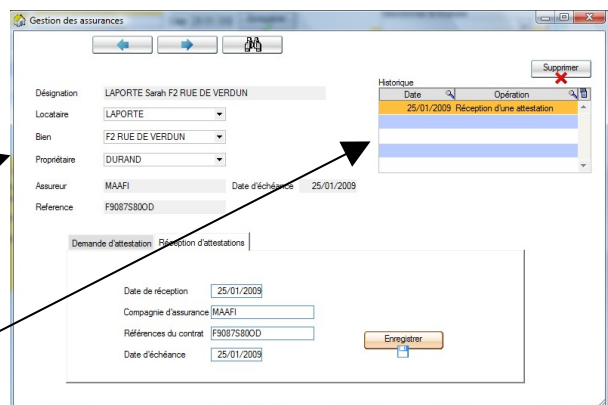 Gestion des assurances
Supprimer
Historique
Date Opération
25/01/2009 Réception d'une attestation
Désignation LAPORTE Sarah F2 RUE DE VERDUN
Locataire LAPORTE
Bien F2 RUE DE VERDUN
Propriétaire DURAND
Assureur MAAFI Date d'échéance 25/01/2009
Reference F9087S80OD
Demande d'attestation Réception d'attestations
Date de réception 25/01/2009
Compagnie d'assurance MAAFI
Références du contrat F9087S80OD
Enregistrer
Date d'échéance 25/01/2009